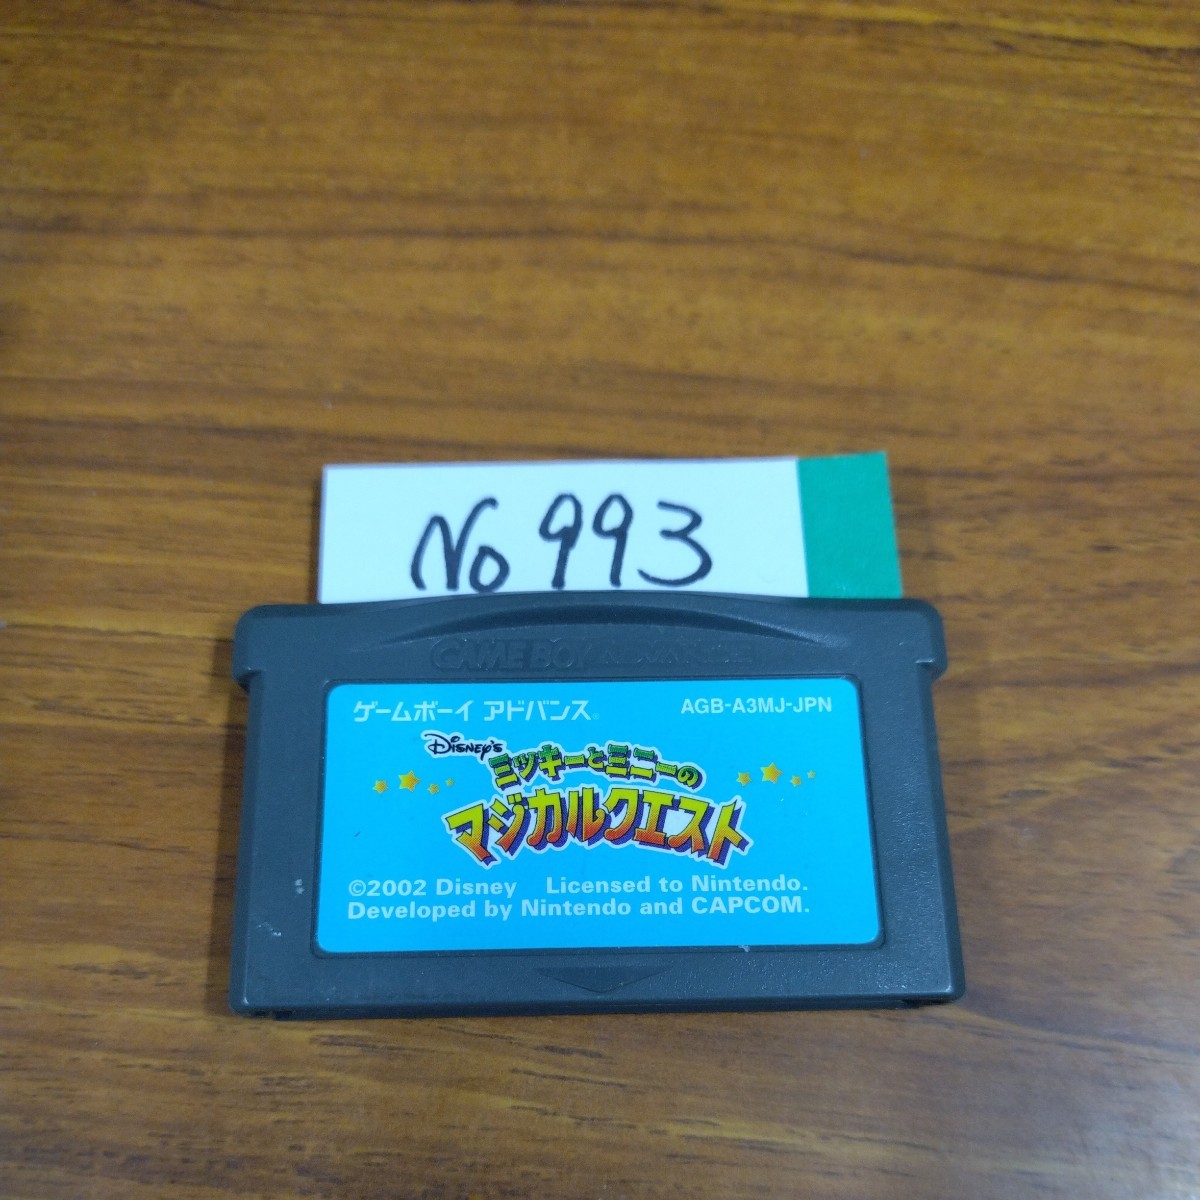 No 993
GAME BOY ADVANCE
ゲームボーイ アドバンス®
AGB-A3MJ-JPN
Disney's
ミッキーとミニーの
マジカルクエスト
©2002 Disney Licensed to Nintendo.
Developed by Nintendo and CAPCOM.